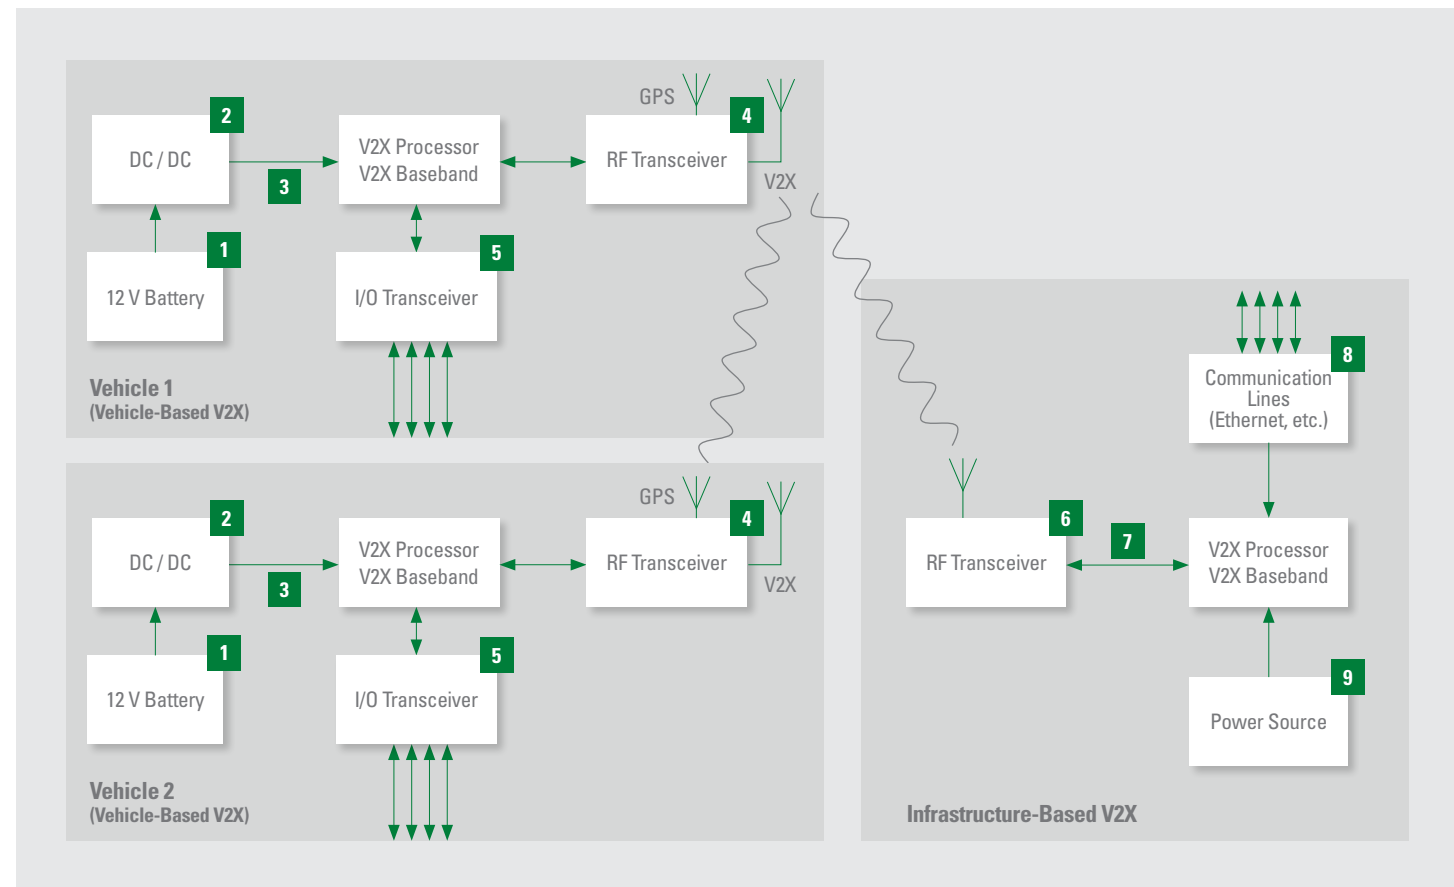 GPS
2
4
DC / DC
V2X Processor
V2X Baseband
RF Transceiver
3
V2X
1
5
12 V Battery
I/O Transceiver
Vehicle 1
(Vehicle-Based V2X)
GPS
2
4
DC / DC
V2X Processor
V2X Baseband
RF Transceiver
3
V2X
1
5
12 V Battery
I/O Transceiver
Vehicle 2
(Vehicle-Based V2X)
8
Communication
Lines
(Ethernet, etc.)
6
7
RF Transceiver
V2X Processor
V2X Baseband
9
Power Source
Infrastructure-Based V2X